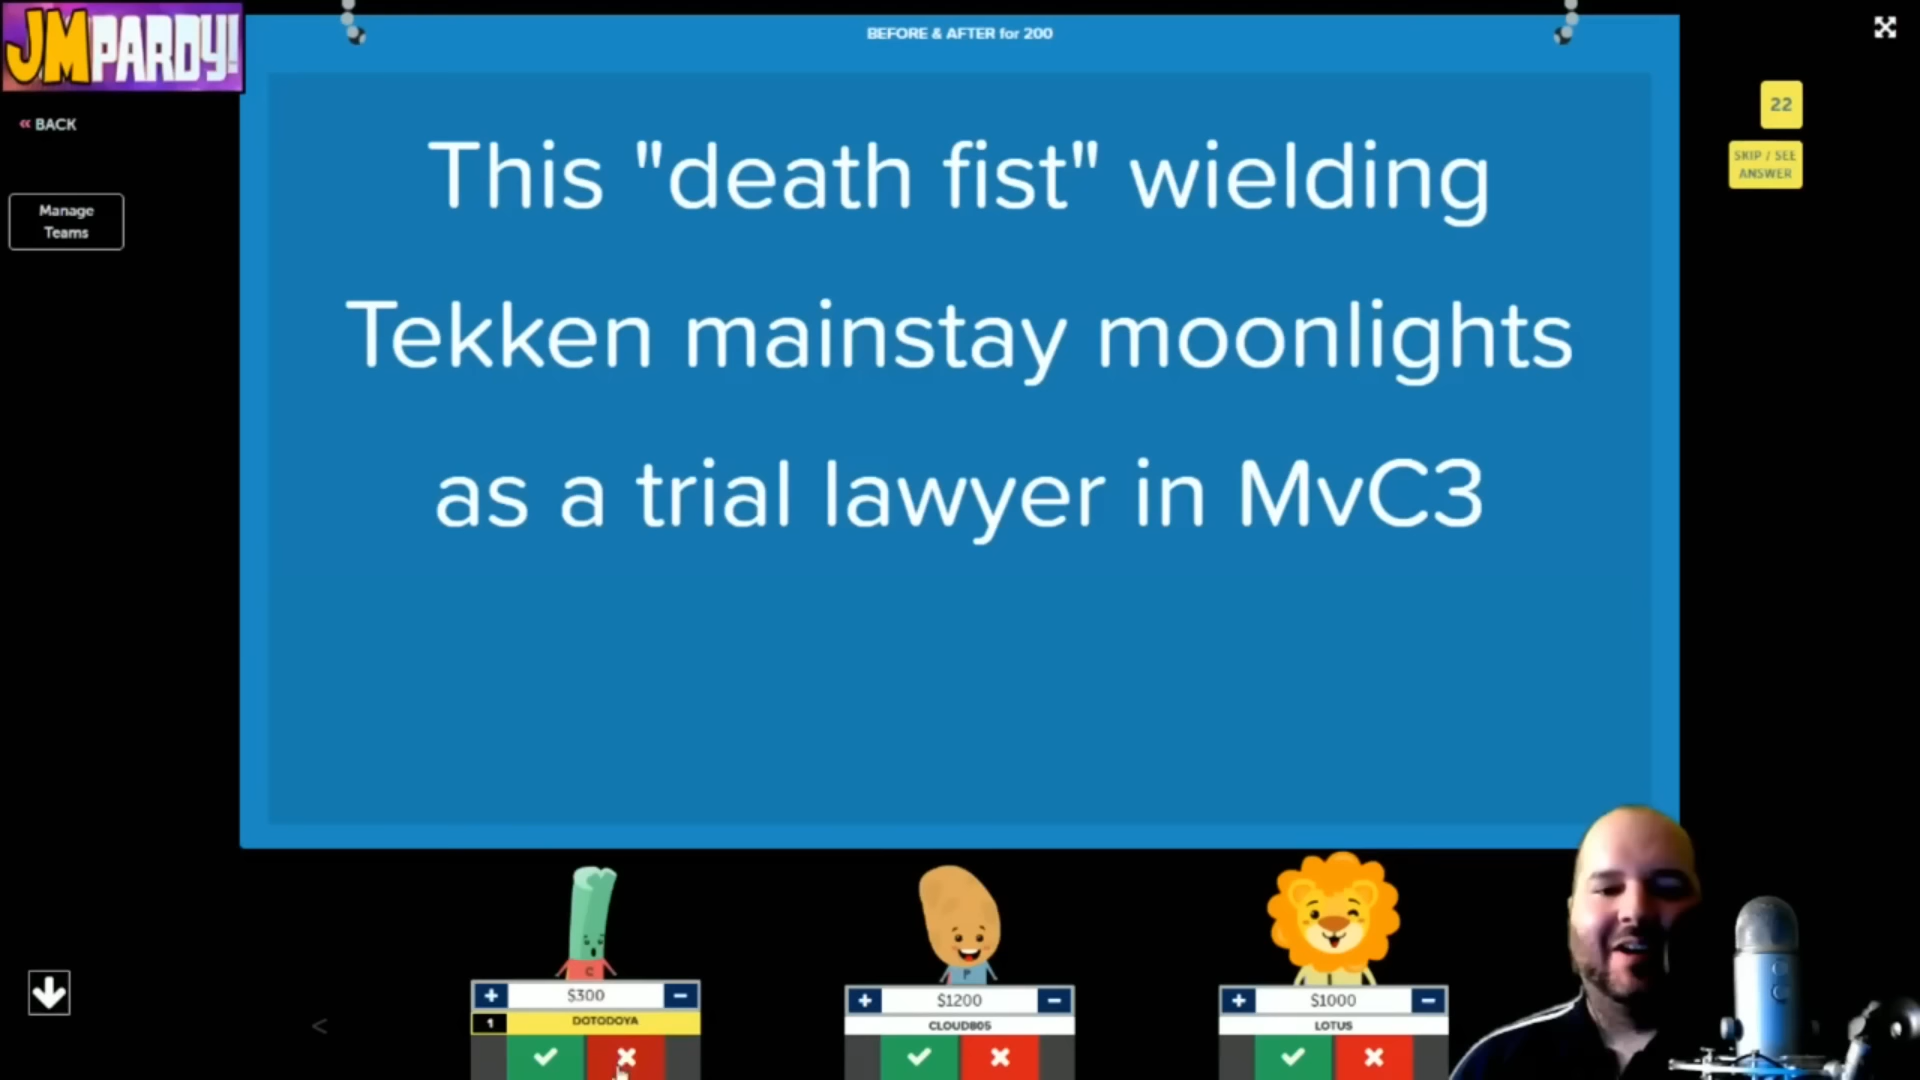 JMPARDY!
BEFORE & AFTER for 200
« BACK
22
SKIP / SEE
ANSWER
Manage
Teams
This "death fist" wielding
Tekken mainstay moonlights
as a trial lawyer in MvC3
C
P
+ $300 −
1 DOTODOYA
+ $1200 −
CLOUD805
+ $1000 −
LOTUS
<